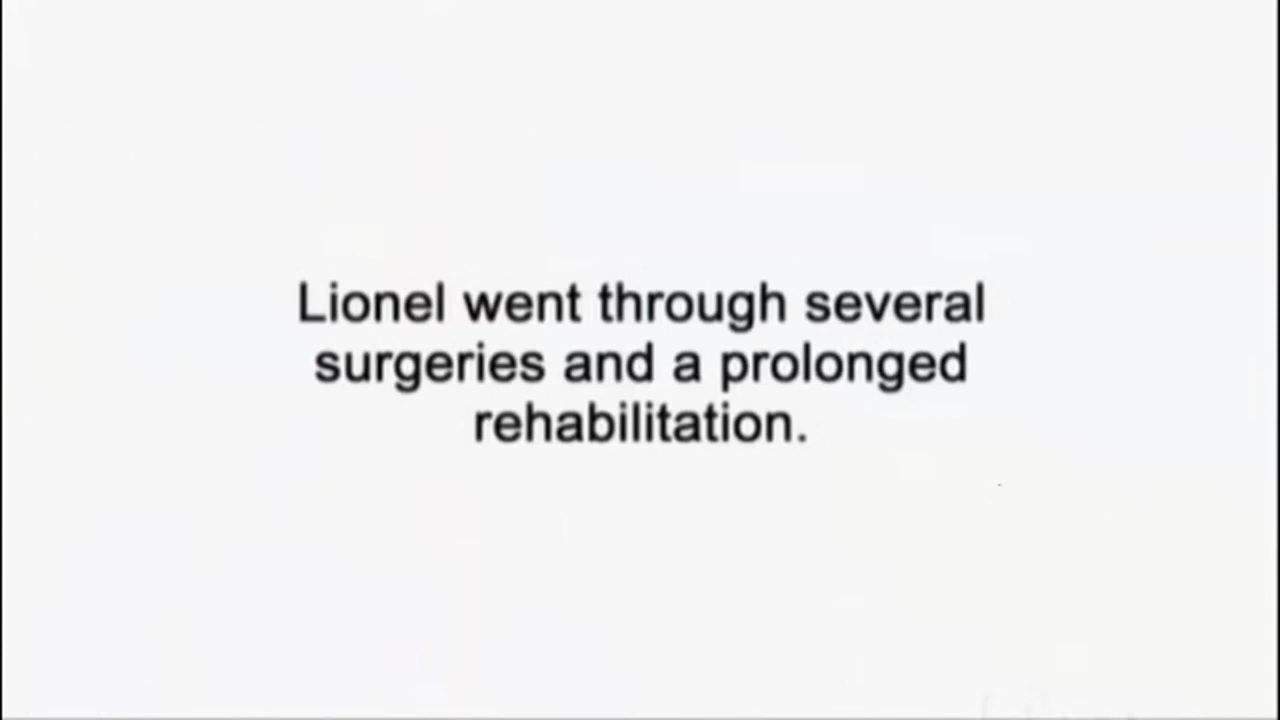 Lionel went through several
surgeries and a prolonged
rehabilitation.